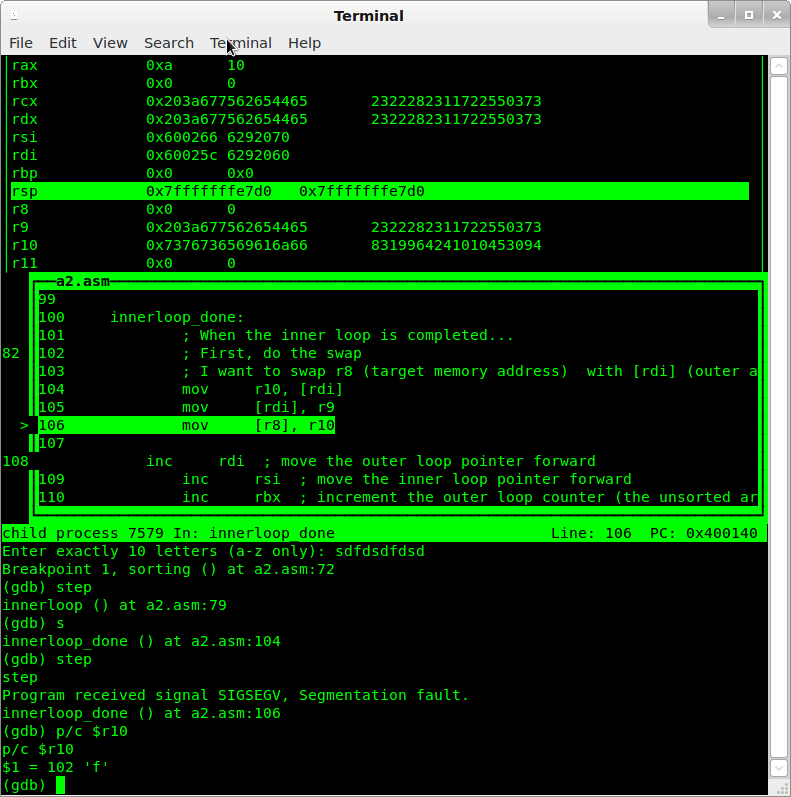 Terminal
File Edit View Search Terminal Help
rax 0xa 10
rbx 0x0 0
rcx 0x203a677562654465 2322282311722550373
rdx 0x203a677562654465 2322282311722550373
rsi 0x600266 6292070
rdi 0x60025c 6292060
rbp 0x0 0x0
rsp 0x7fffffffe7d0 0x7fffffffe7d0
r8 0x0 0
r9 0x203a677562654465 2322282311722550373
r10 0x7376736569616a66 8319964241010453094
r11 0x0 0
a2.asm
99
100 innerloop_done:
101 ; When the inner loop is completed...
82 102 ; First, do the swap
103 ; I want to swap r8 (target memory address)  with [rdi] (outer a
104 mov r10, [rdi]
105 mov [rdi], r9
> 106 mov [r8], r10
107
108 inc rdi ; move the outer loop pointer forward
109 inc rsi ; move the inner loop pointer forward
110 inc rbx ; increment the outer loop counter (the unsorted ar
child process 7579 In: innerloop_done Line: 106 PC: 0x400140
Enter exactly 10 letters (a-z only): sdfdsdfdsd
Breakpoint 1, sorting () at a2.asm:72
(gdb) step
innerloop () at a2.asm:79
(gdb) s
innerloop_done () at a2.asm:104
(gdb) step
step
Program received signal SIGSEGV, Segmentation fault.
innerloop_done () at a2.asm:106
(gdb) p/c $r10
p/c $r10
$1 = 102 'f'
(gdb)